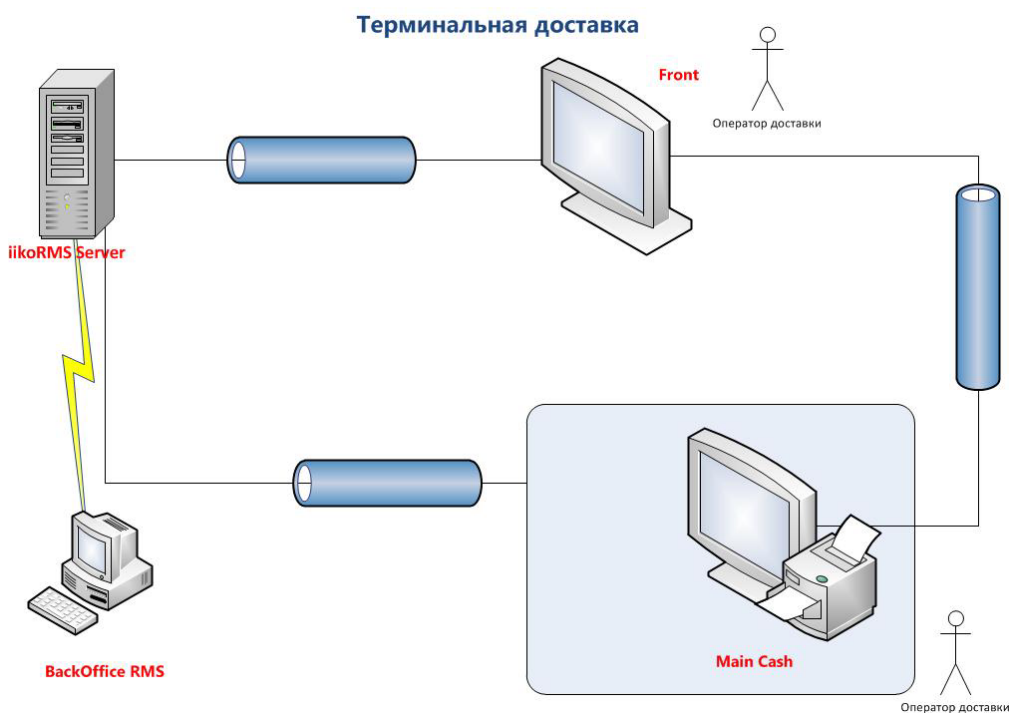 Терминальная доставка
Front
Оператор доставки
iikoRMS Server
BackOffice RMS
Main Cash
Оператор доставки